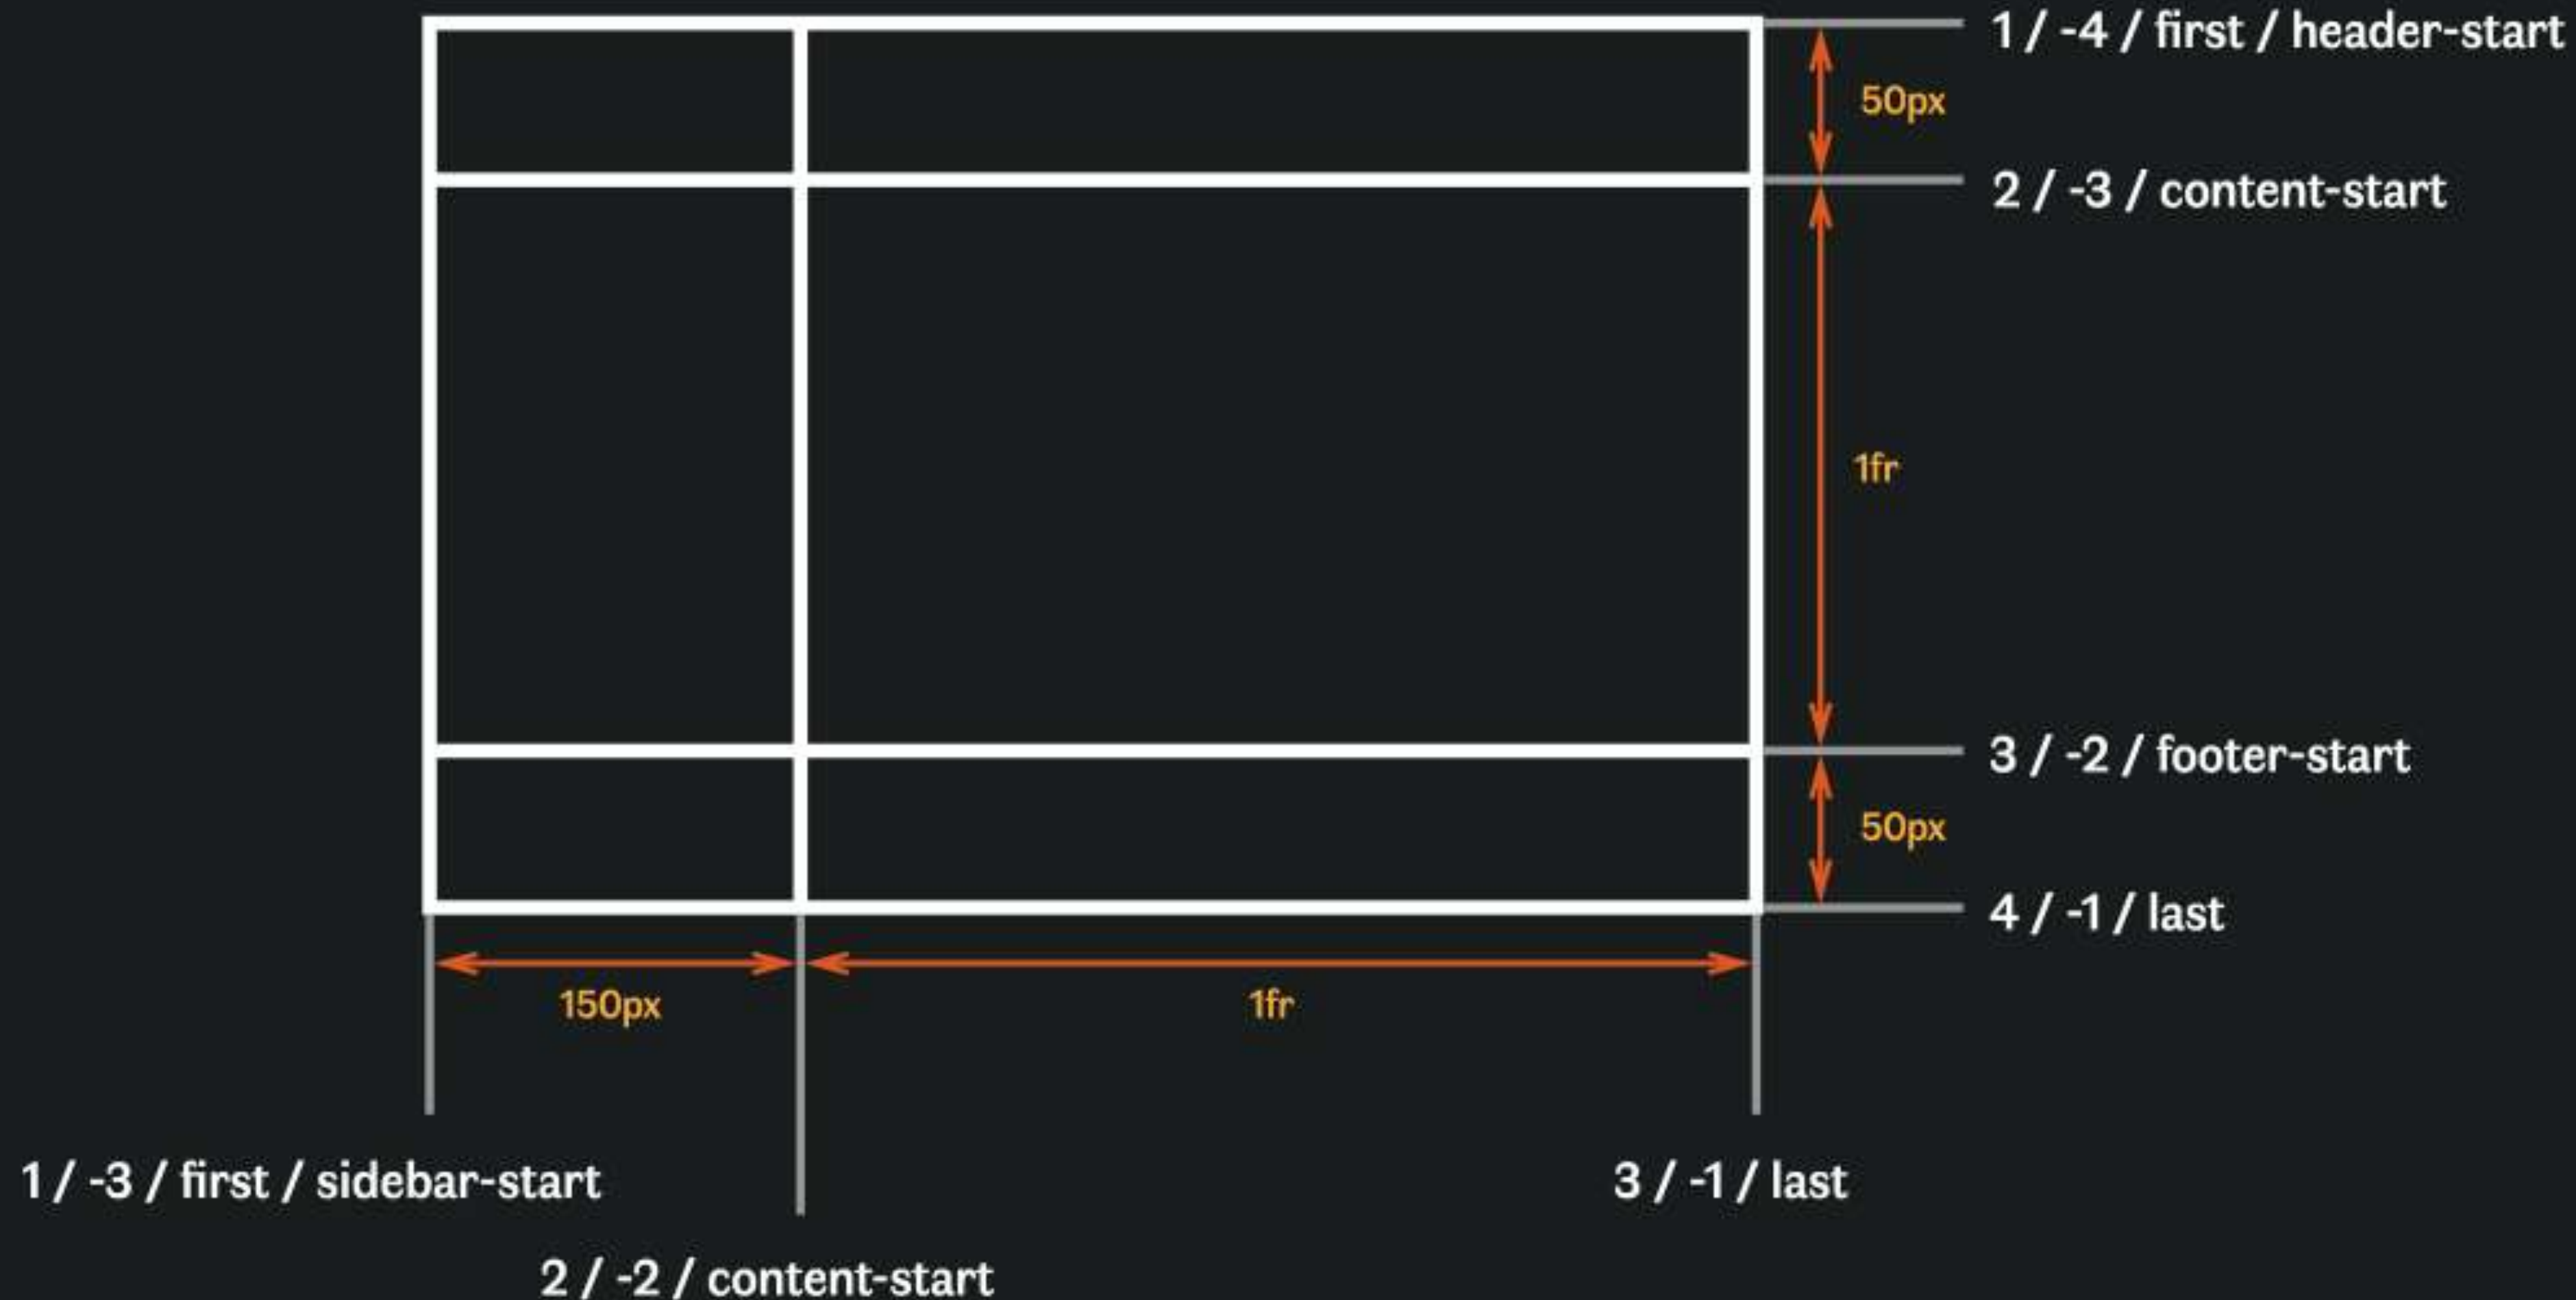 1 / -4 / first / header-start
50px
2 / -3 / content-start
1fr
3 / -2 / footer-start
50px
4 / -1 / last
150px
1fr
1 / -3 / first / sidebar-start
3 / -1 / last
2 / -2 / content-start